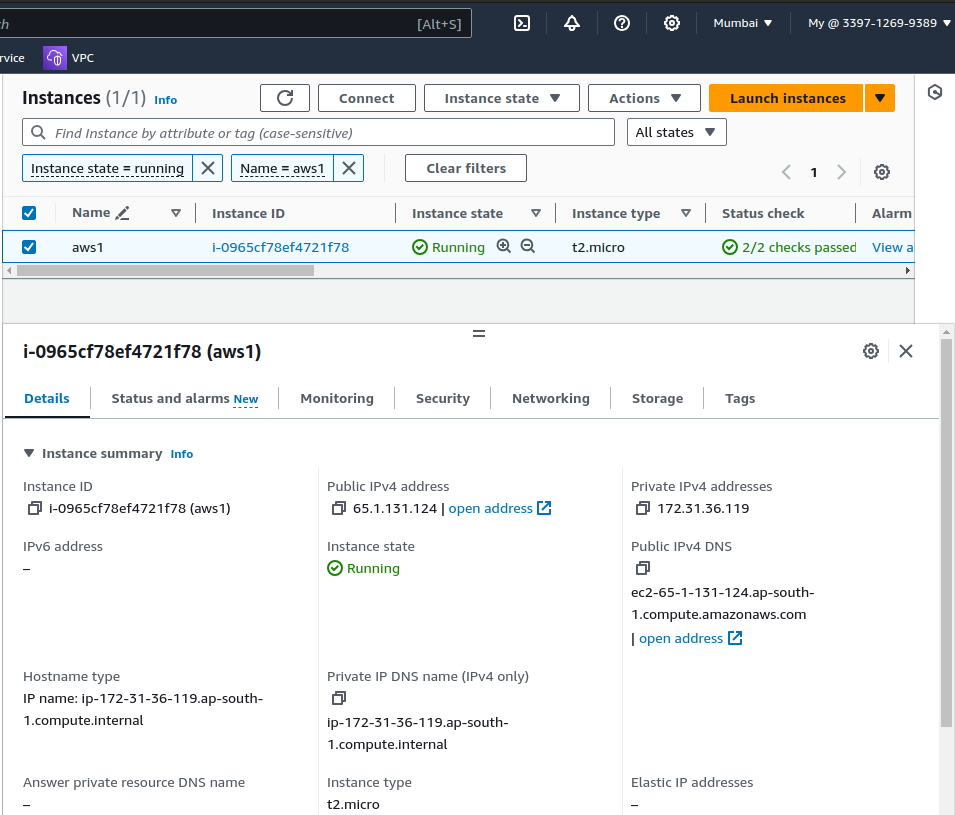 h [Alt+S] Mumbai My @ 3397-1269-9389
rvice VPC
Instances (1/1) Info Connect Instance state Actions Launch instances
Find Instance by attribute or tag (case-sensitive) All states
Instance state = running Name = aws1 Clear filters 1
Name Instance ID Instance state Instance type Status check Alarm
aws1 i-0965cf78ef4721f78 Running t2.micro 2/2 checks passed View a
i-0965cf78ef4721f78 (aws1)
Details Status and alarms New Monitoring Security Networking Storage Tags
Instance summary Info
Instance ID
i-0965cf78ef4721f78 (aws1)
Public IPv4 address
65.1.131.124 | open address
Private IPv4 addresses
172.31.36.119
IPv6 address
–
Instance state
Running
Public IPv4 DNS
ec2-65-1-131-124.ap-south-
1.compute.amazonaws.com
| open address
Hostname type
IP name: ip-172-31-36-119.ap-south-
1.compute.internal
Private IP DNS name (IPv4 only)
ip-172-31-36-119.ap-south-
1.compute.internal
Answer private resource DNS name
–
Instance type
t2.micro
Elastic IP addresses
–